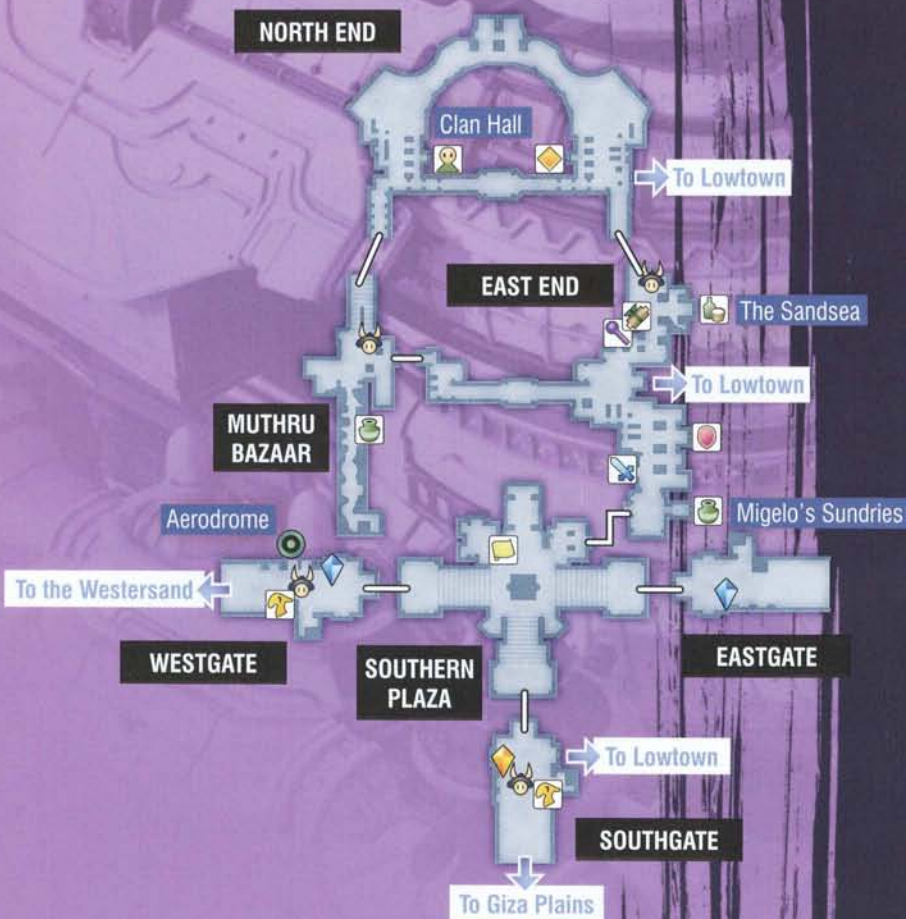 NORTH END
Clan Hall
To Lowtown
EAST END
The Sandsea
To Lowtown
MUTHRU
BAZAAR
Aerodrome
Migelo's Sundries
To the Westersand
WESTGATE
SOUTHERN
PLAZA
EASTGATE
To Lowtown
SOUTHGATE
To Giza Plains